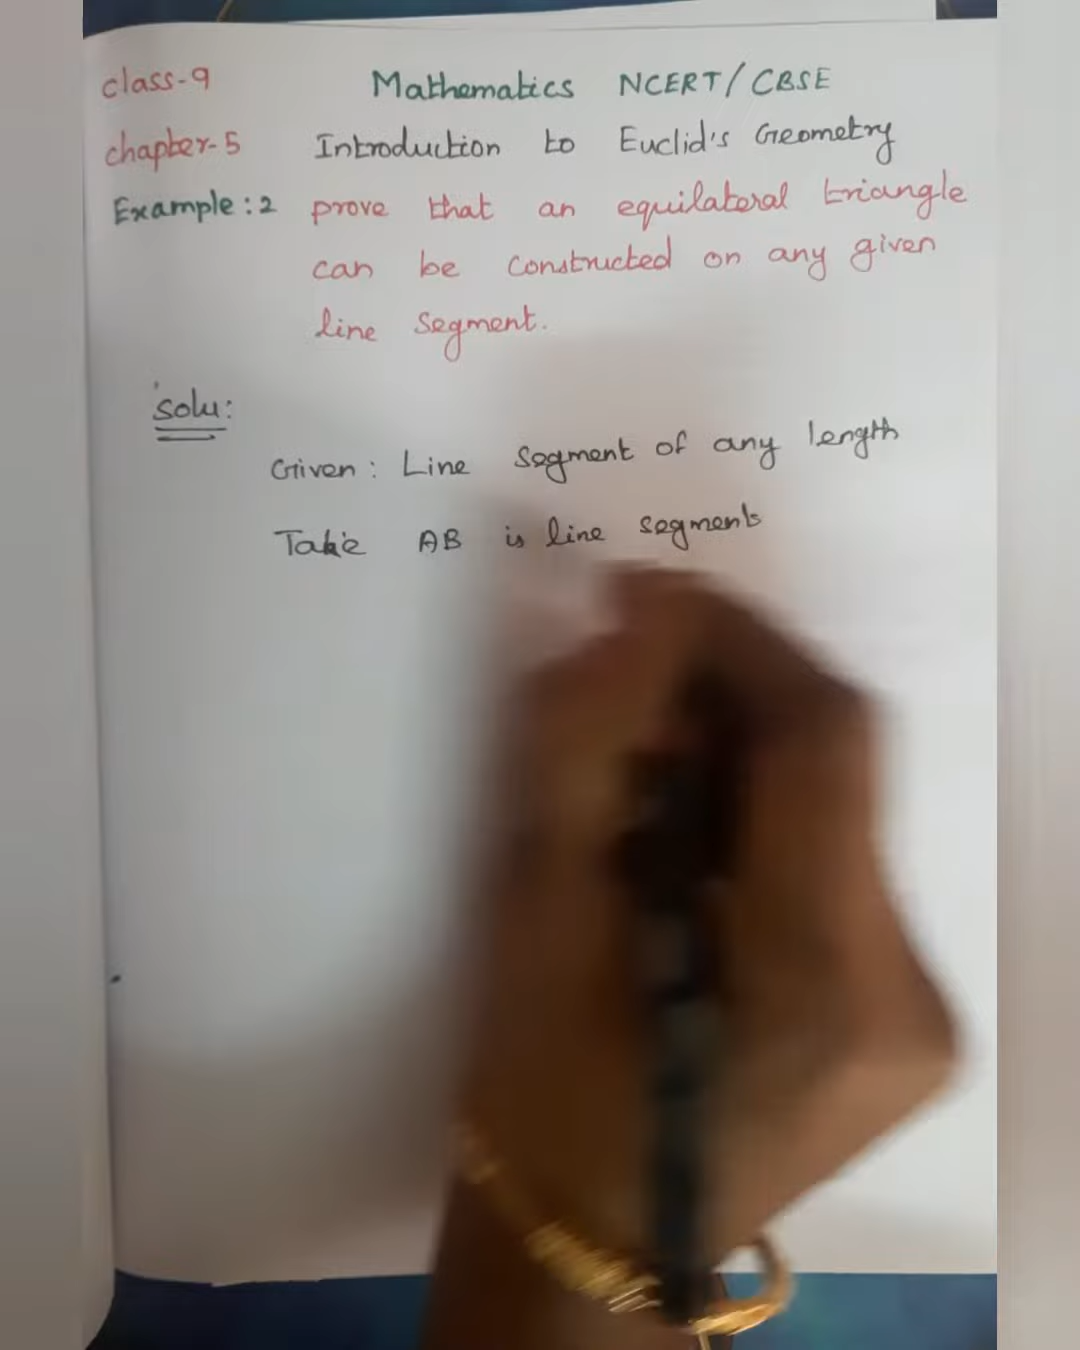 class-9 Mathematics NCERT/CBSE
chapter-5 Introduction to Euclid's Geometry
Example:2 prove that an equilateral triangle
can be constructed on any given
line segment.
Solu:
Given: Line segment of any length
Take AB is line segment